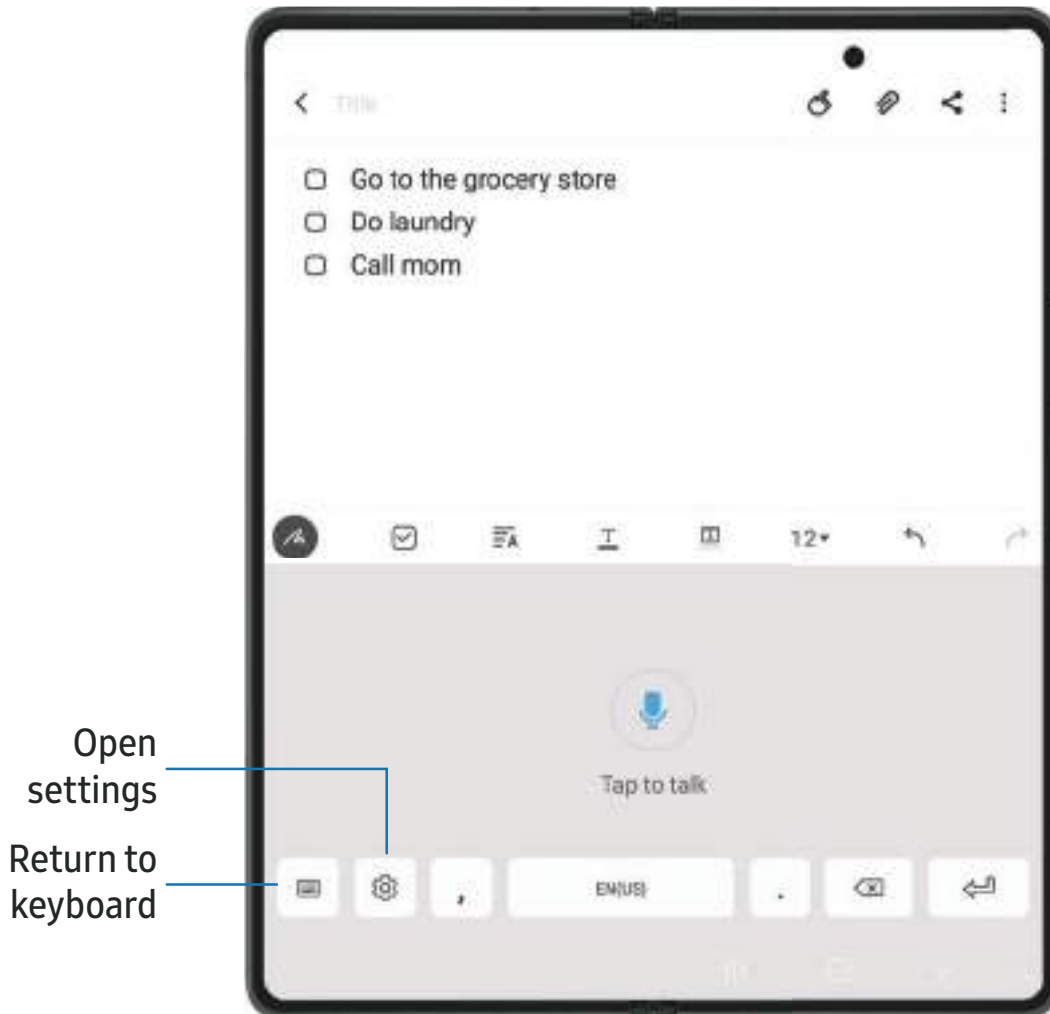 Title
Go to the grocery store
Do laundry
Call mom
12
Tap to talk
Open
settings
Return to
keyboard
, EN(US) .